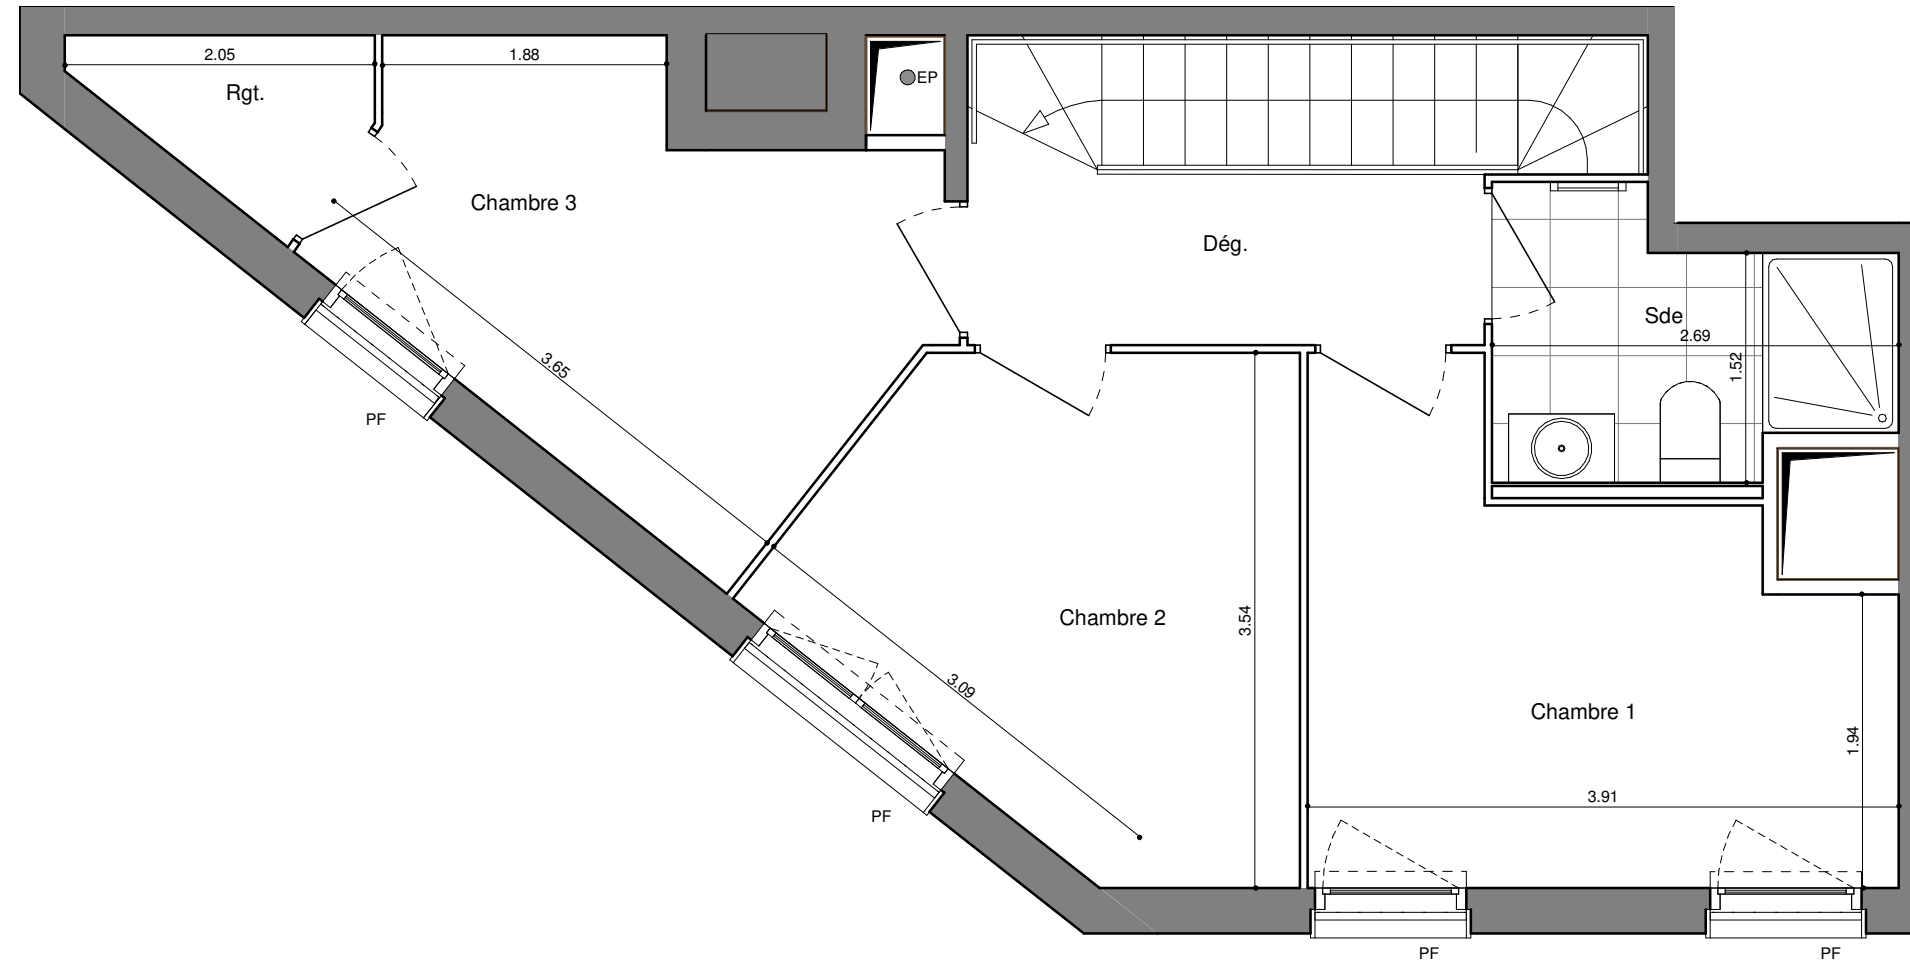 2.05
1.88
Rgt.
EP
Chambre 3
Dég.
Sde
2.69
1.52
3.65
PF
Chambre 2
3.54
3.09
Chambre 1
1.94
3.91
PF
PF
PF